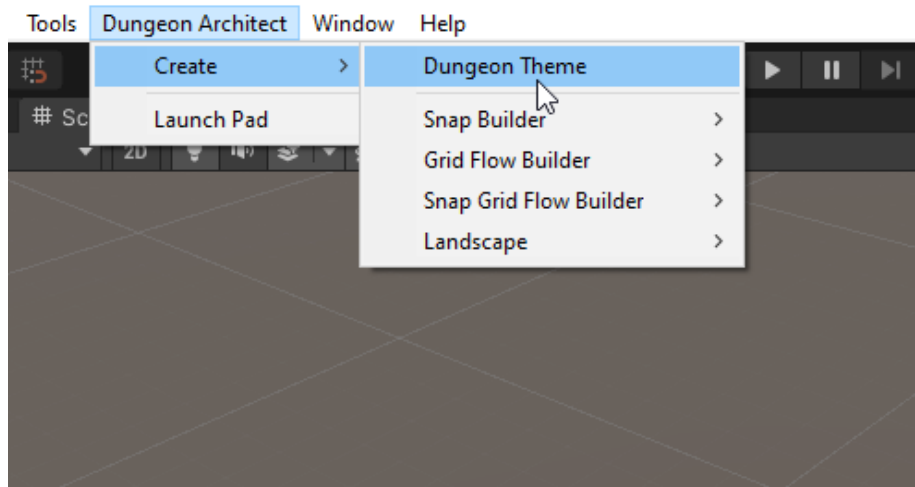 Tools Dungeon Architect Window Help
Create
Dungeon Theme
# Sc
Launch Pad
Snap Builder
2D
Grid Flow Builder
Snap Grid Flow Builder
Landscape